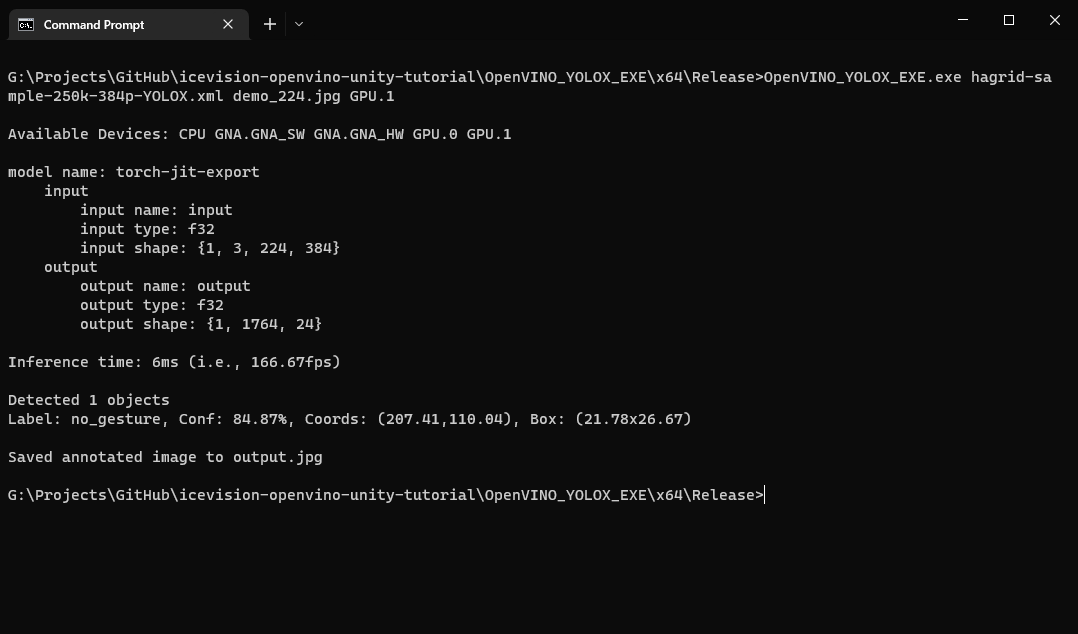 Command Prompt
G:\Projects\GitHub\icevision-openvino-unity-tutorial\OpenVINO_YOLOX_EXE\x64\Release>OpenVINO_YOLOX_EXE.exe hagrid-sa
mple-250k-384p-YOLOX.xml demo_224.jpg GPU.1
Available Devices: CPU GNA.GNA_SW GNA.GNA_HW GPU.0 GPU.1
model name: torch-jit-export
    input
        input name: input
        input type: f32
        input shape: {1, 3, 224, 384}
    output
        output name: output
        output type: f32
        output shape: {1, 1764, 24}
Inference time: 6ms (i.e., 166.67fps)
Detected 1 objects
Label: no_gesture, Conf: 84.87%, Coords: (207.41,110.04), Box: (21.78x26.67)
Saved annotated image to output.jpg
G:\Projects\GitHub\icevision-openvino-unity-tutorial\OpenVINO_YOLOX_EXE\x64\Release>